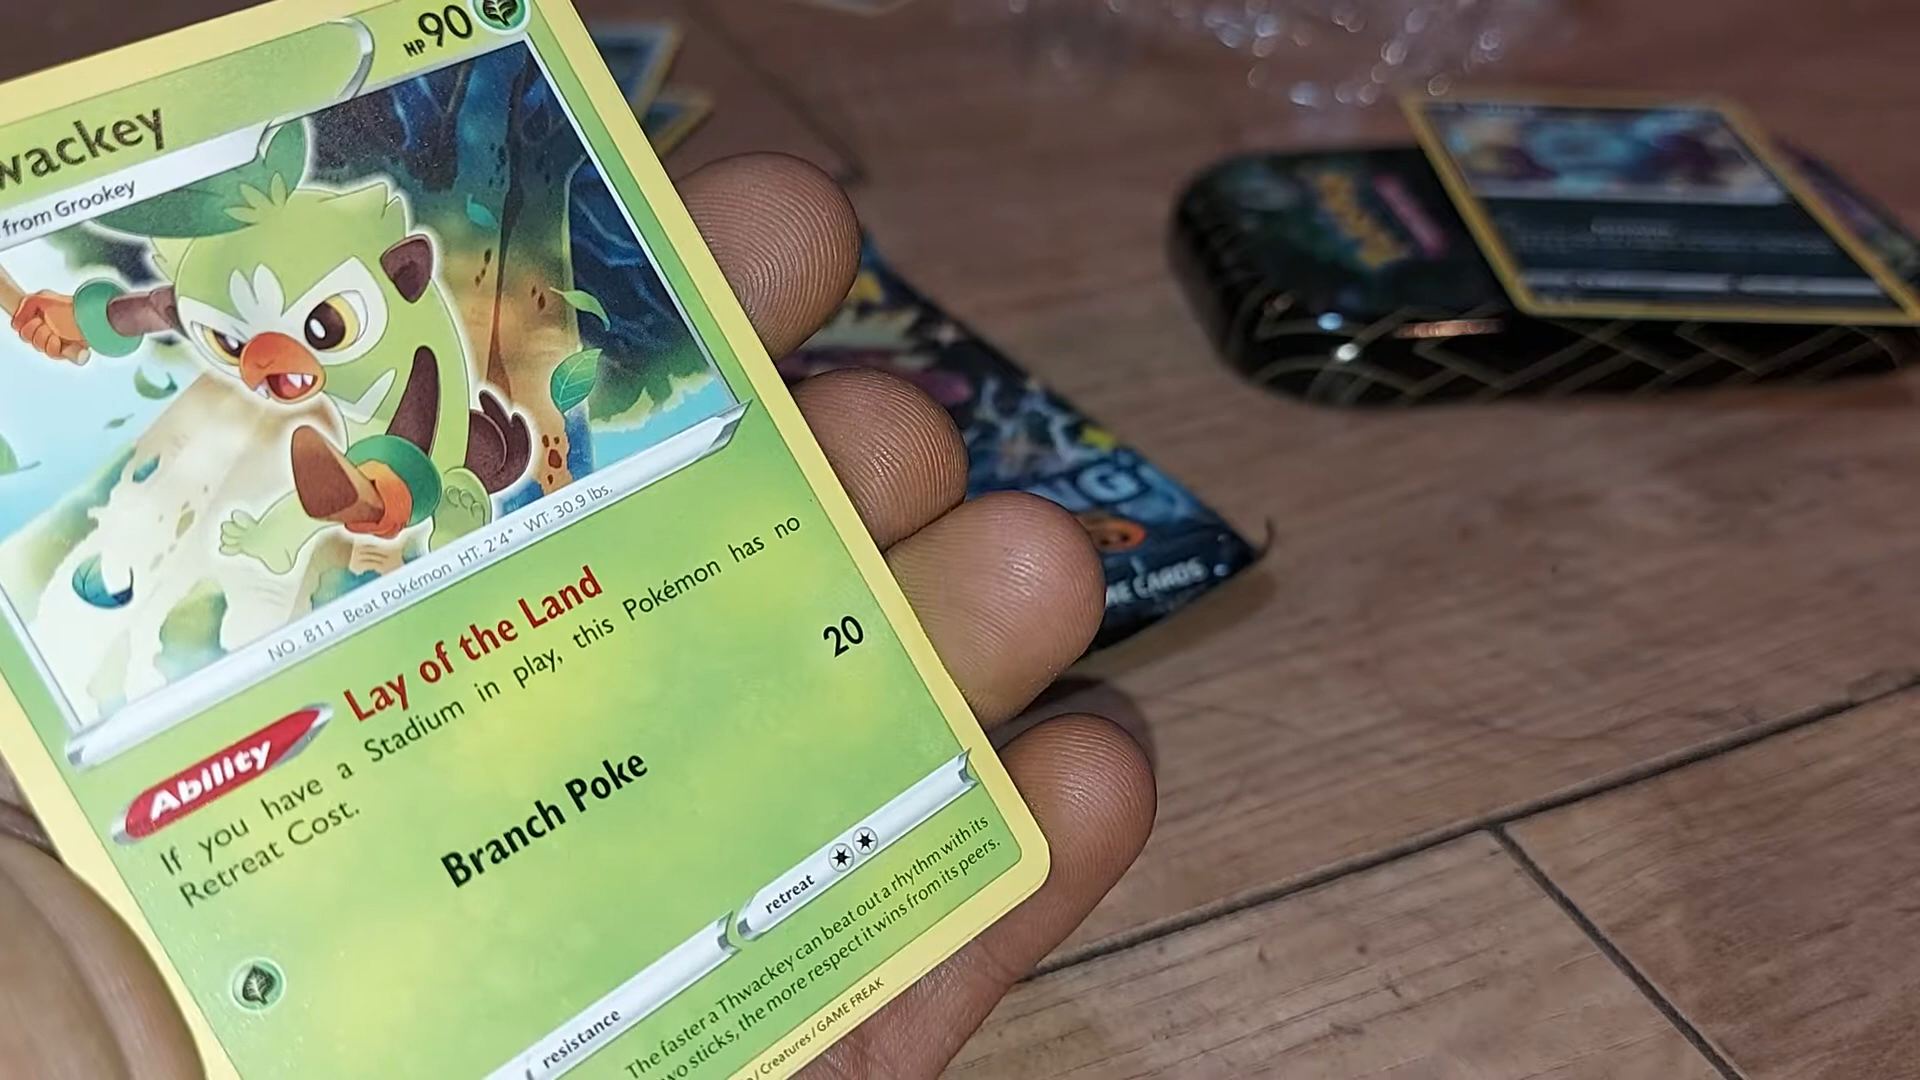 HP 90
wackey
from Grookey
NO. 811 Beat Pokémon HT: 2'4" WT: 30.9 lbs.
Ability Lay of the Land
If you have a Stadium in play, this Pokémon has no
Retreat Cost.
Branch Poke 20
resistance
retreat
The faster a Thwackey can beat out a rhythm with its
wo sticks, the more respect it wins from its peers.
/ Creatures / GAME FREAK
NG
CARDS